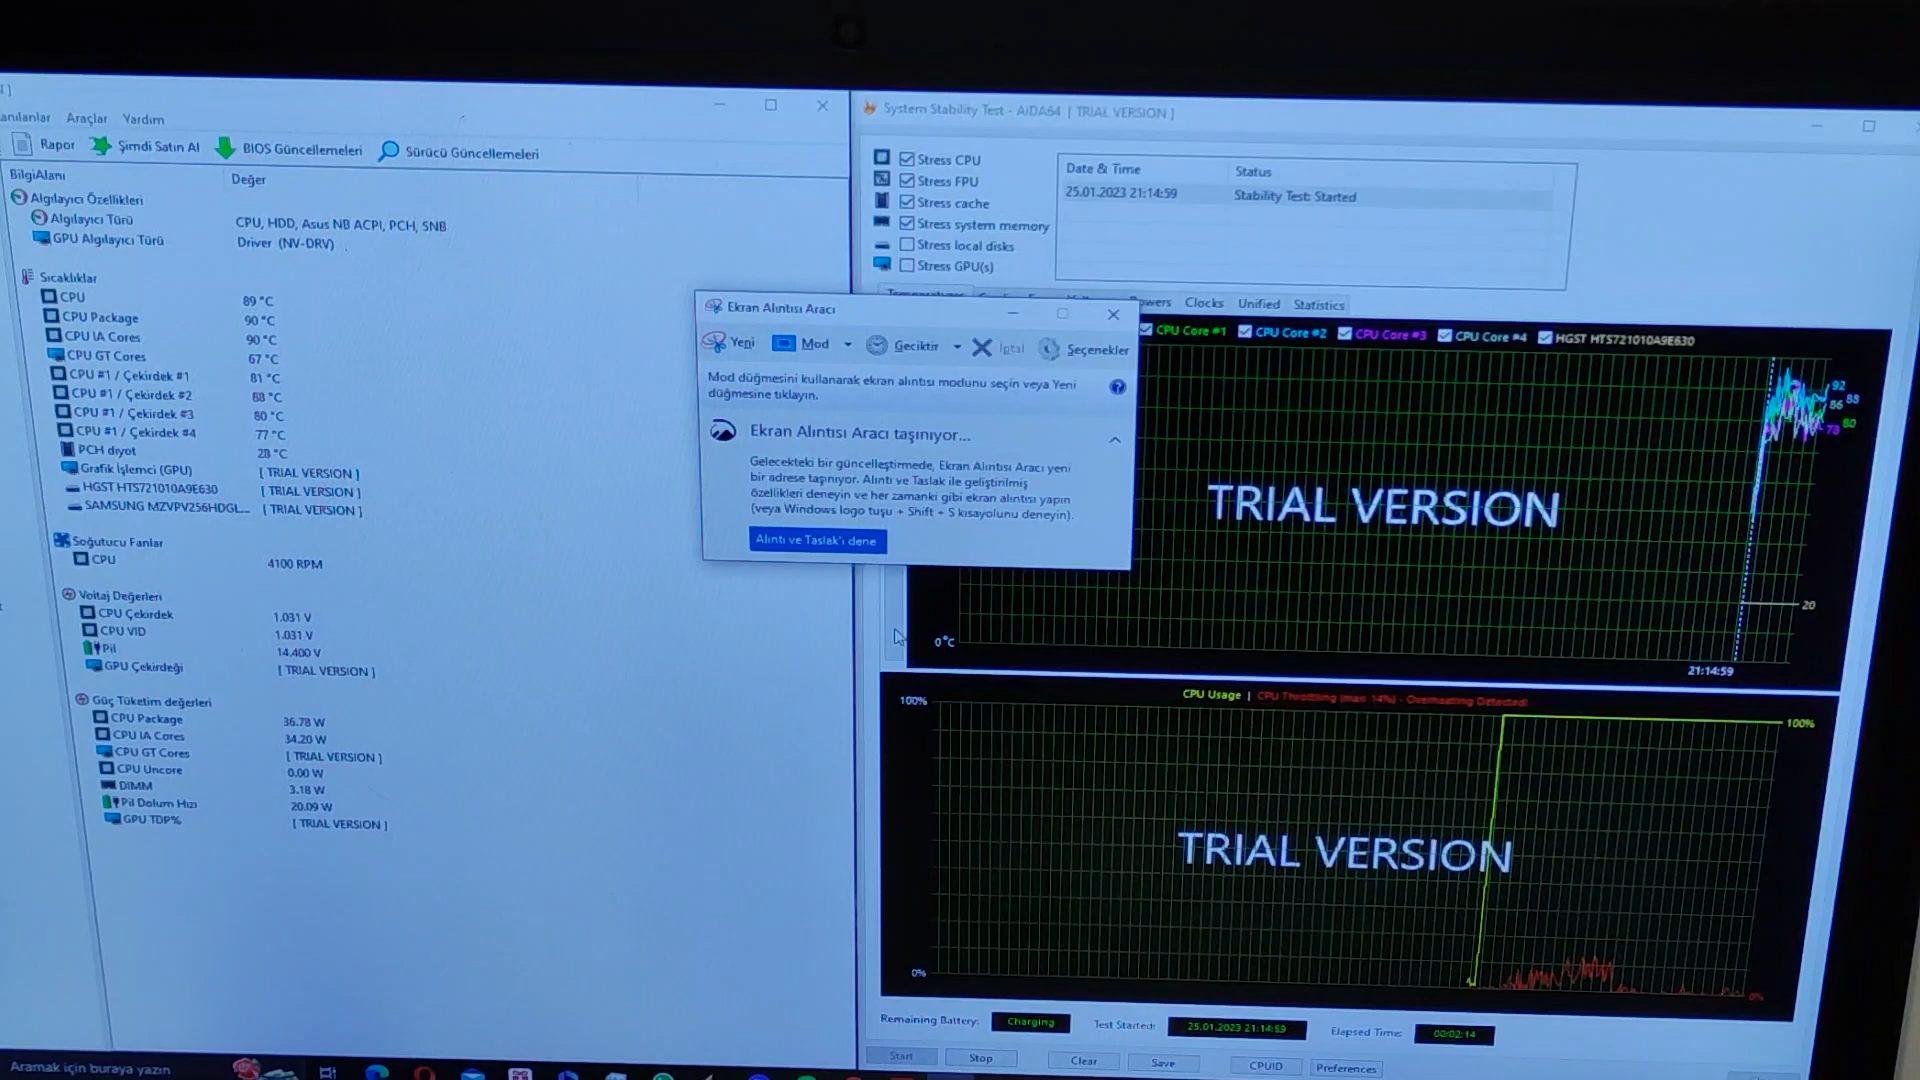 Araçlar Yardım
Rapor Şimdi Satın Al BIOS Güncellemeleri Sürücü Güncellemeleri
BilgiAlanı Değer
Algılayıcı Özellikleri
Algılayıcı Türü CPU, HDD, Asus NB ACPI, PCH, SNB
GPU Algılayıcı Türü Driver (NV-DRV)
Sıcaklıklar
CPU 89 °C
CPU Package 90 °C
CPU IA Cores 90 °C
CPU GT Cores 67 °C
CPU #1 / Çekirdek #1 81 °C
CPU #1 / Çekirdek #2 88 °C
CPU #1 / Çekirdek #3 80 °C
CPU #1 / Çekirdek #4 77 °C
PCH diyot 28 °C
Grafik İşlemci (GPU) [ TRIAL VERSION ]
HGST HTS721010A9E630 [ TRIAL VERSION ]
SAMSUNG MZVPV256HDGL... [ TRIAL VERSION ]
Soğutucu Fanlar
CPU 4100 RPM
Voltaj Değerleri
CPU Çekirdek 1.031 V
CPU VID 1.031 V
Pil 14.400 V
GPU Çekirdeği [ TRIAL VERSION ]
Güç Tüketim değerleri
CPU Package 36.78 W
CPU IA Cores 34.20 W
CPU GT Cores [ TRIAL VERSION ]
CPU Uncore 0.00 W
DIMM 3.18 W
Pil Dolum Hızı 20.09 W
GPU TDP% [ TRIAL VERSION ]
Aramak için buraya yazın
Ekran Alıntısı Aracı
Yeni Mod Geciktir İptal Seçenekler
Mod düğmesini kullanarak ekran alıntısı modunu seçin veya Yeni
düğmesine tıklayın.
Ekran Alıntısı Aracı taşınıyor...
Gelecekteki bir güncelleştirmede, Ekran Alıntısı Aracı yeni
bir adrese taşınıyor. Alıntı ve Taslak ile geliştirilmiş
özellikleri deneyin ve her zamanki gibi ekran alıntısı yapın
(veya Windows logo tuşu + Shift + S kısayolunu deneyin).
Alıntı ve Taslak'ı dene
System Stability Test - AIDA64 [ TRIAL VERSION ]
Stress CPU
Stress FPU
Stress cache
Stress system memory
Stress local disks
Stress GPU(s)
Date & Time Status
25.01.2023 21:14:59 Stability Test: Started
Clocks Unified Statistics
CPU Core #1 CPU Core #2 CPU Core #3 CPU Core #4 HGST HTS721010A9E630
92
88
86
80
78
TRIAL VERSION
20
0°C
21:14:59
CPU Usage | CPU Throttling (max: 14%) - Overheating Detected!
100% 100%
TRIAL VERSION
0% 0%
Remaining Battery: Charging Test Started: 25.01.2023 21:14:59 Elapsed Time: 00:02:14
Start Stop Clear Save CPUID Preferences